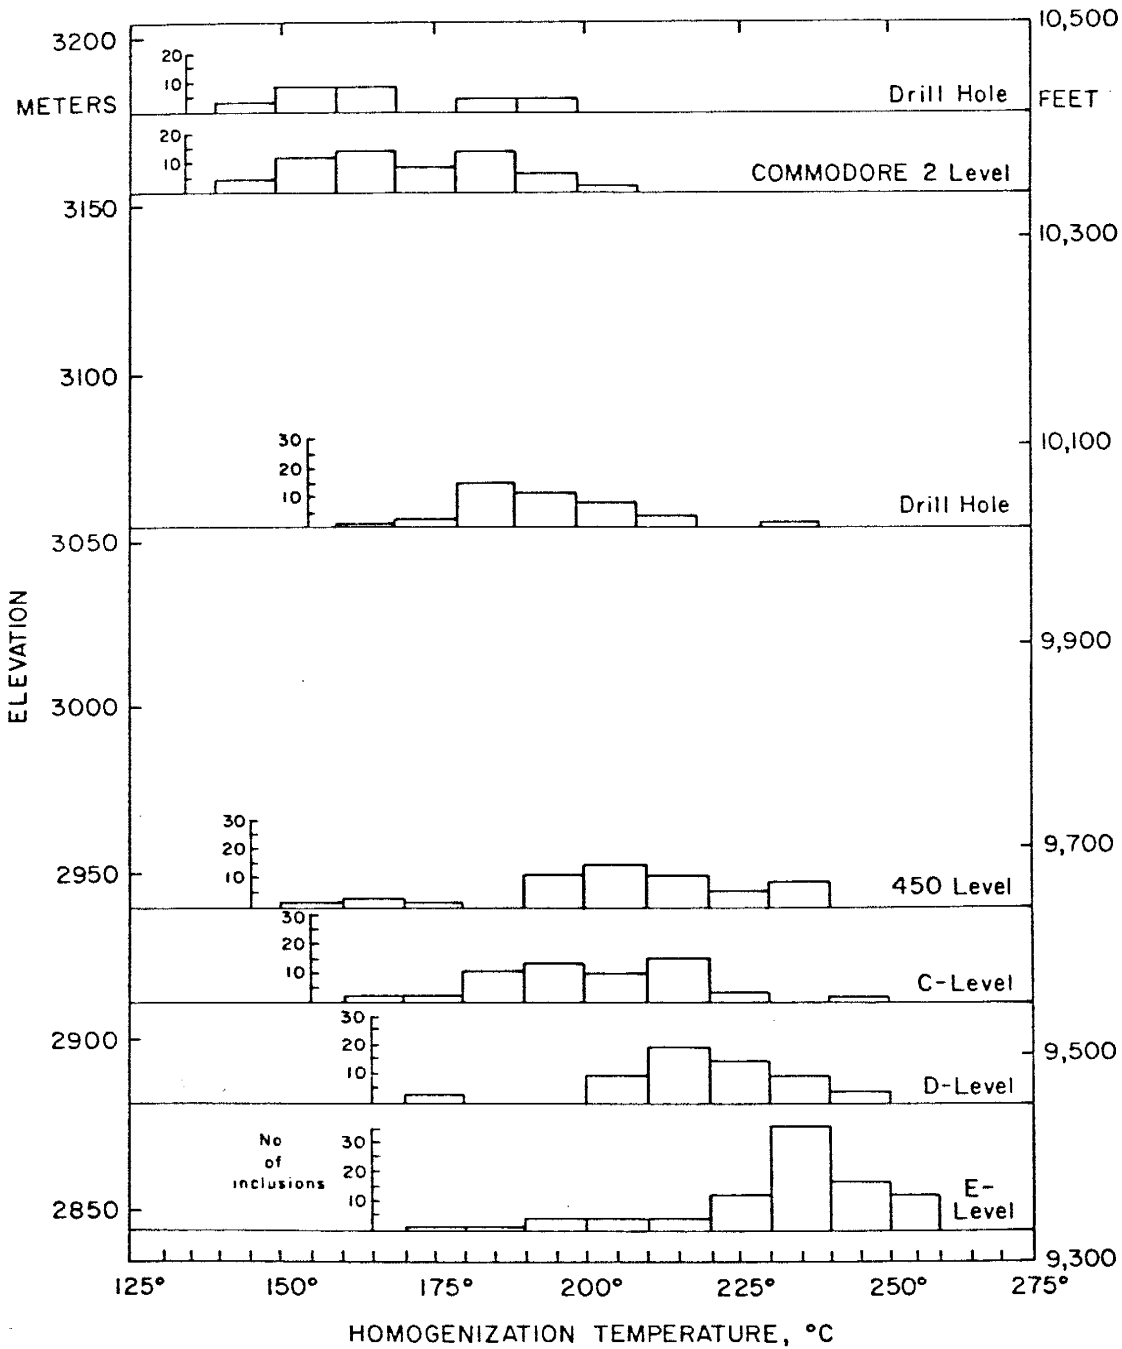 10,500
3200
20
10
METERS
Drill Hole
FEET
20
10
COMMODORE 2 Level
3150
10,300
3100
30
20
10
10,100
Drill Hole
3050
ELEVATION
9,900
3000
30
20
10
9,700
2950
450 Level
30
20
10
C-Level
2900
30
20
10
9,500
D-Level
No
of
inclusions
30
20
10
E-
Level
2850
9,300
125° 150° 175° 200° 225° 250° 275°
HOMOGENIZATION TEMPERATURE, °C